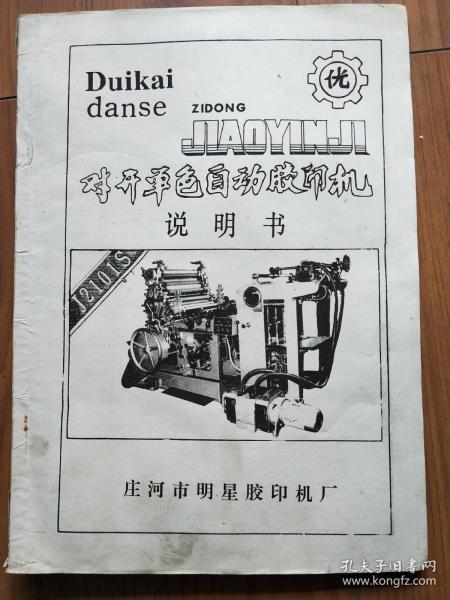 Duikai
danse
ZIDONG
JIAOYINJI
优
对开单色自动胶印机
说明书
J2101S
庄河市明星胶印机厂
孔夫子旧书网
www.kongfz.com